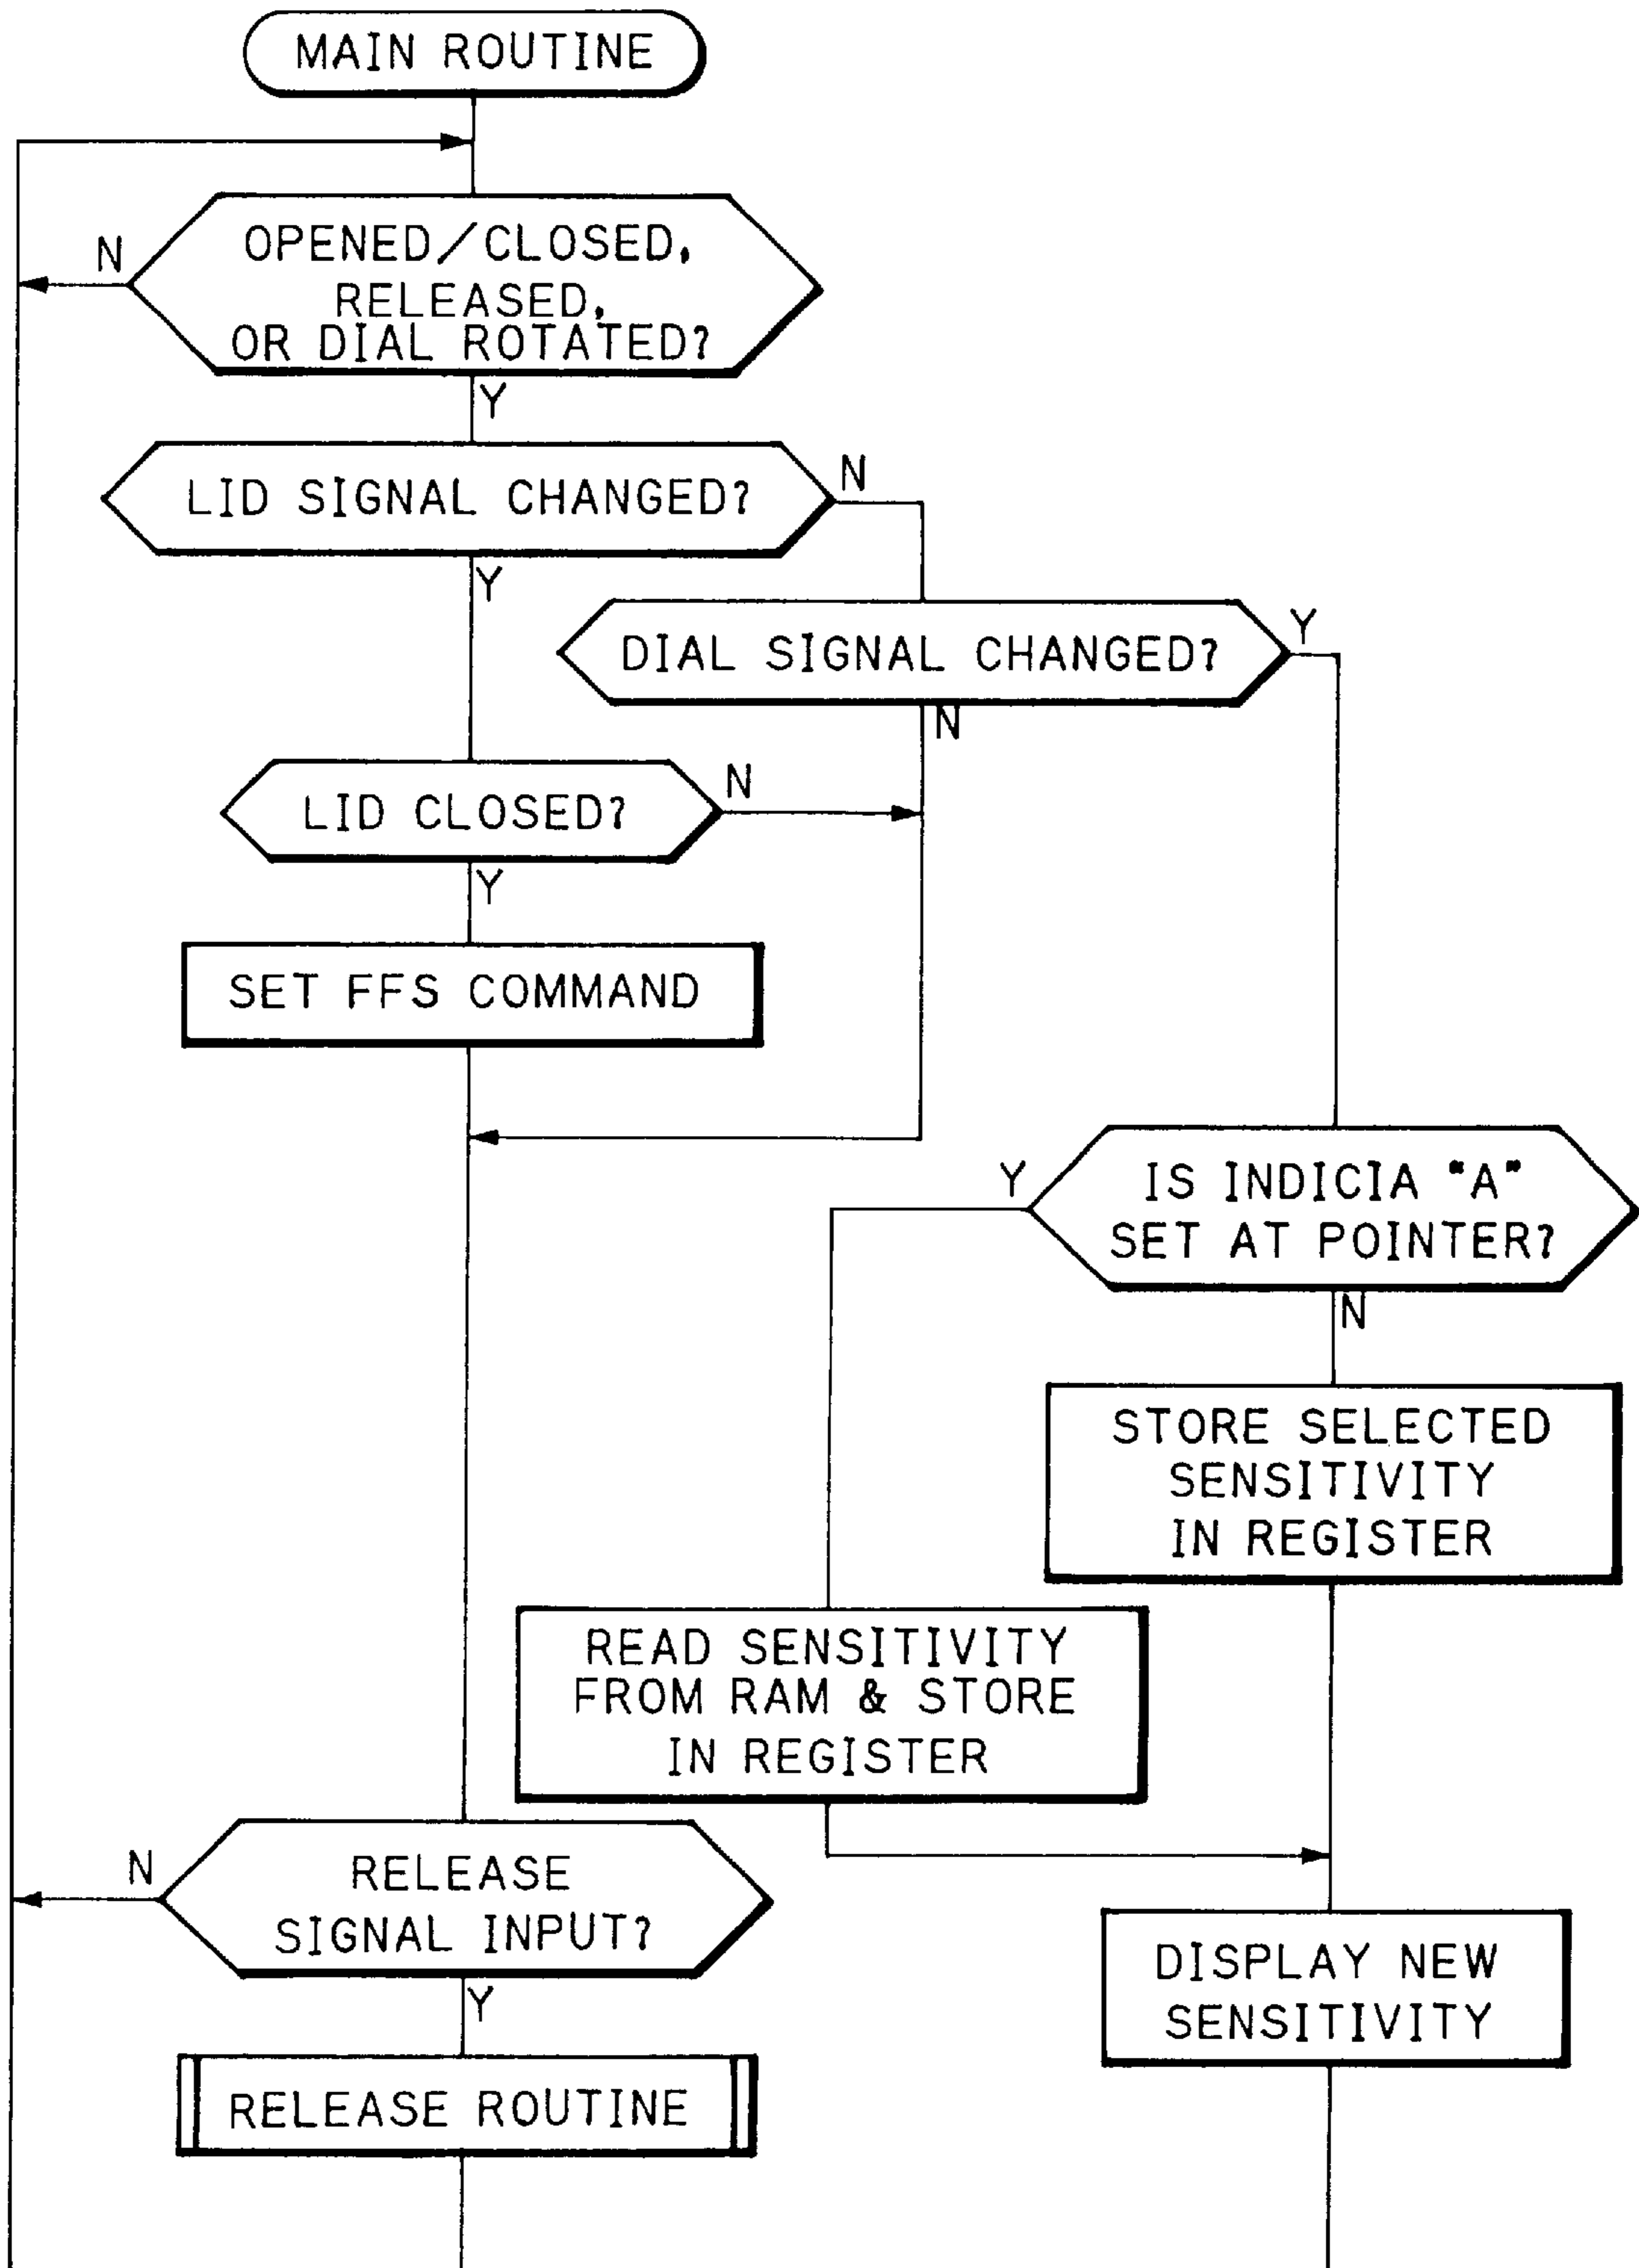 MAIN ROUTINE
N
OPENED/CLOSED,
RELEASED,
OR DIAL ROTATED?
Y
LID SIGNAL CHANGED?
N
Y
DIAL SIGNAL CHANGED?
Y
N
LID CLOSED?
N
Y
SET FFS COMMAND
Y
IS INDICIA "A"
SET AT POINTER?
N
STORE SELECTED
SENSITIVITY
IN REGISTER
READ SENSITIVITY
FROM RAM & STORE
IN REGISTER
N
RELEASE
SIGNAL INPUT?
Y
DISPLAY NEW
SENSITIVITY
RELEASE ROUTINE